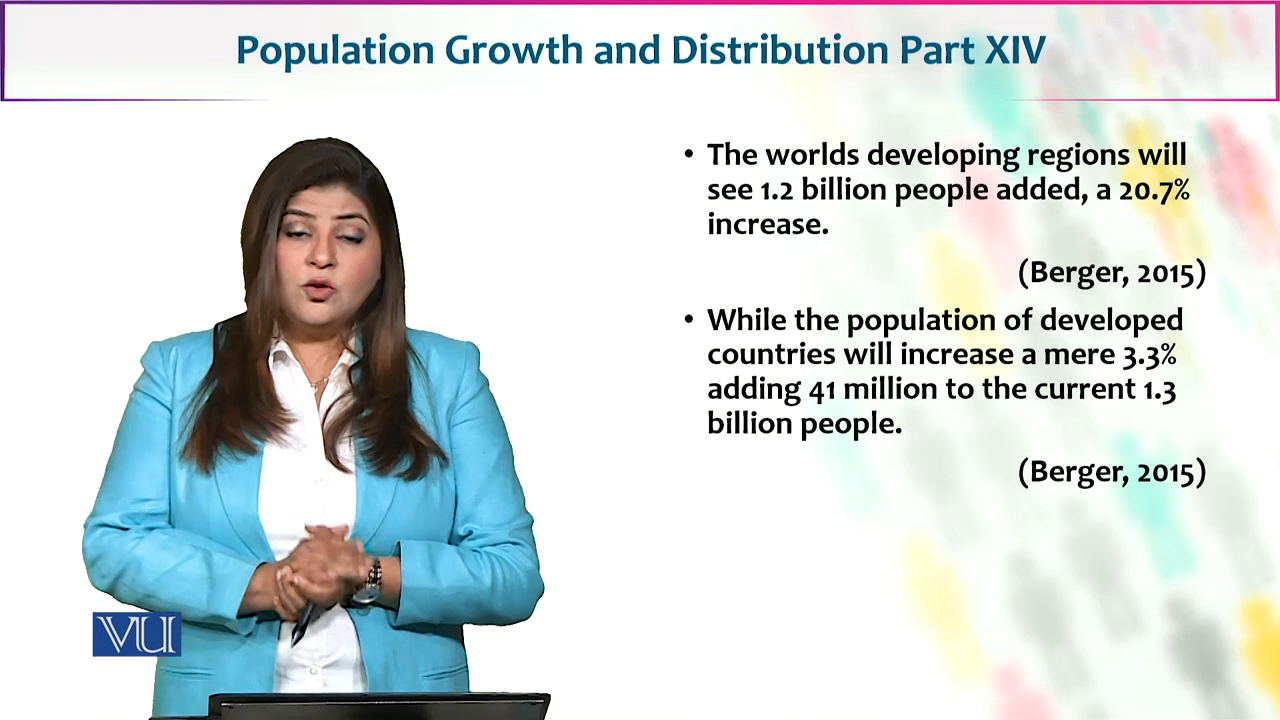 Population Growth and Distribution Part XIV
• The worlds developing regions will
see 1.2 billion people added, a 20.7%
increase.
(Berger, 2015)
• While the population of developed
countries will increase a mere 3.3%
adding 41 million to the current 1.3
billion people.
(Berger, 2015)
VU